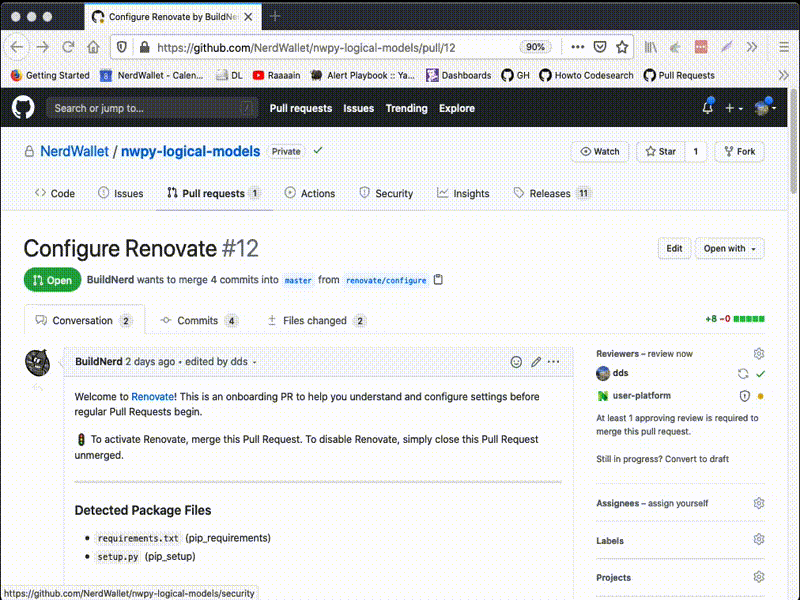 Configure Renovate by BuildNer
https://github.com/NerdWallet/nwpy-logical-models/pull/12
90%
Getting Started
NerdWallet - Calen...
DL
Raaaain
Alert Playbook :: Ya...
Dashboards
GH
Howto Codesearch
Pull Requests
Search or jump to...
/
Pull requests
Issues
Trending
Explore
NerdWallet / nwpy-logical-models
Private
Watch
Star
1
Fork
Code
Issues
Pull requests 1
Actions
Security
Insights
Releases 11
Configure Renovate #12
Edit
Open with
Open
BuildNerd wants to merge 4 commits into master from renovate/configure
Conversation 2
Commits 4
Files changed 2
+8 −0
BuildNerd 2 days ago • edited by dds
Welcome to Renovate! This is an onboarding PR to help you understand and configure settings before
regular Pull Requests begin.
To activate Renovate, merge this Pull Request. To disable Renovate, simply close this Pull Request
unmerged.
Detected Package Files
requirements.txt (pip_requirements)
setup.py (pip_setup)
Reviewers – review now
dds
user-platform
At least 1 approving review is required to
merge this pull request.
Still in progress? Convert to draft
Assignees – assign yourself
Labels
Projects
https://github.com/NerdWallet/nwpy-logical-models/security